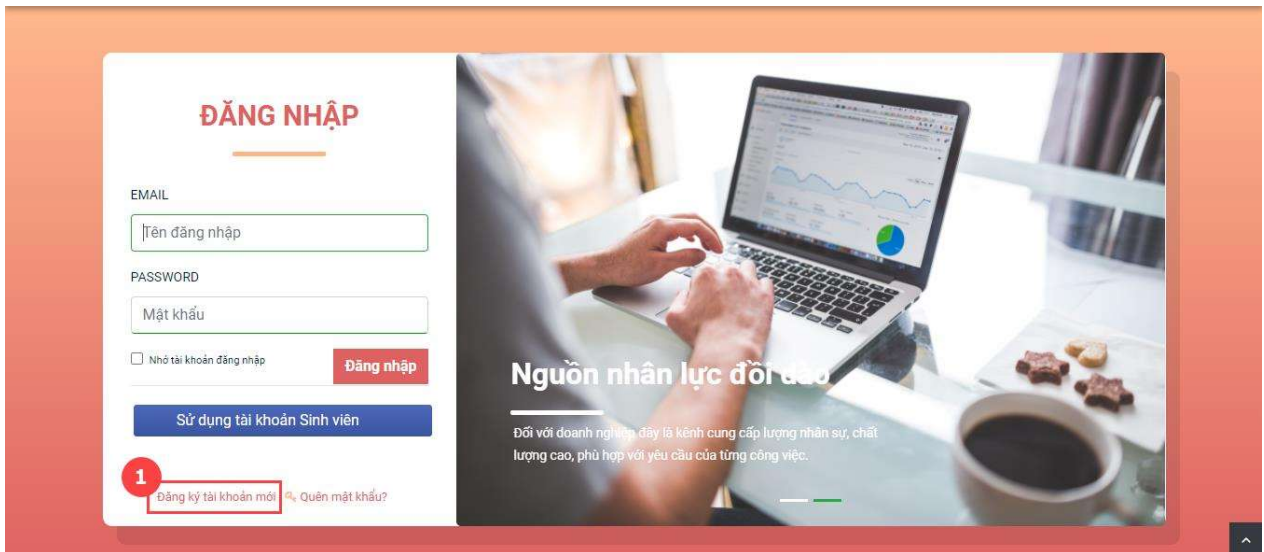 ĐĂNG NHẬP
EMAIL
Tên đăng nhập
PASSWORD
Mật khẩu
Nhớ tài khoản đăng nhập
Đăng nhập
Sử dụng tài khoản Sinh viên
1
Đăng ký tài khoản mới
Quên mật khẩu?
Nguồn nhân lực đồi dào
Đối với doanh nghiệp đây là kênh cung cấp lượng nhân sự, chất
lượng cao, phù hợp với yêu cầu của từng công việc.